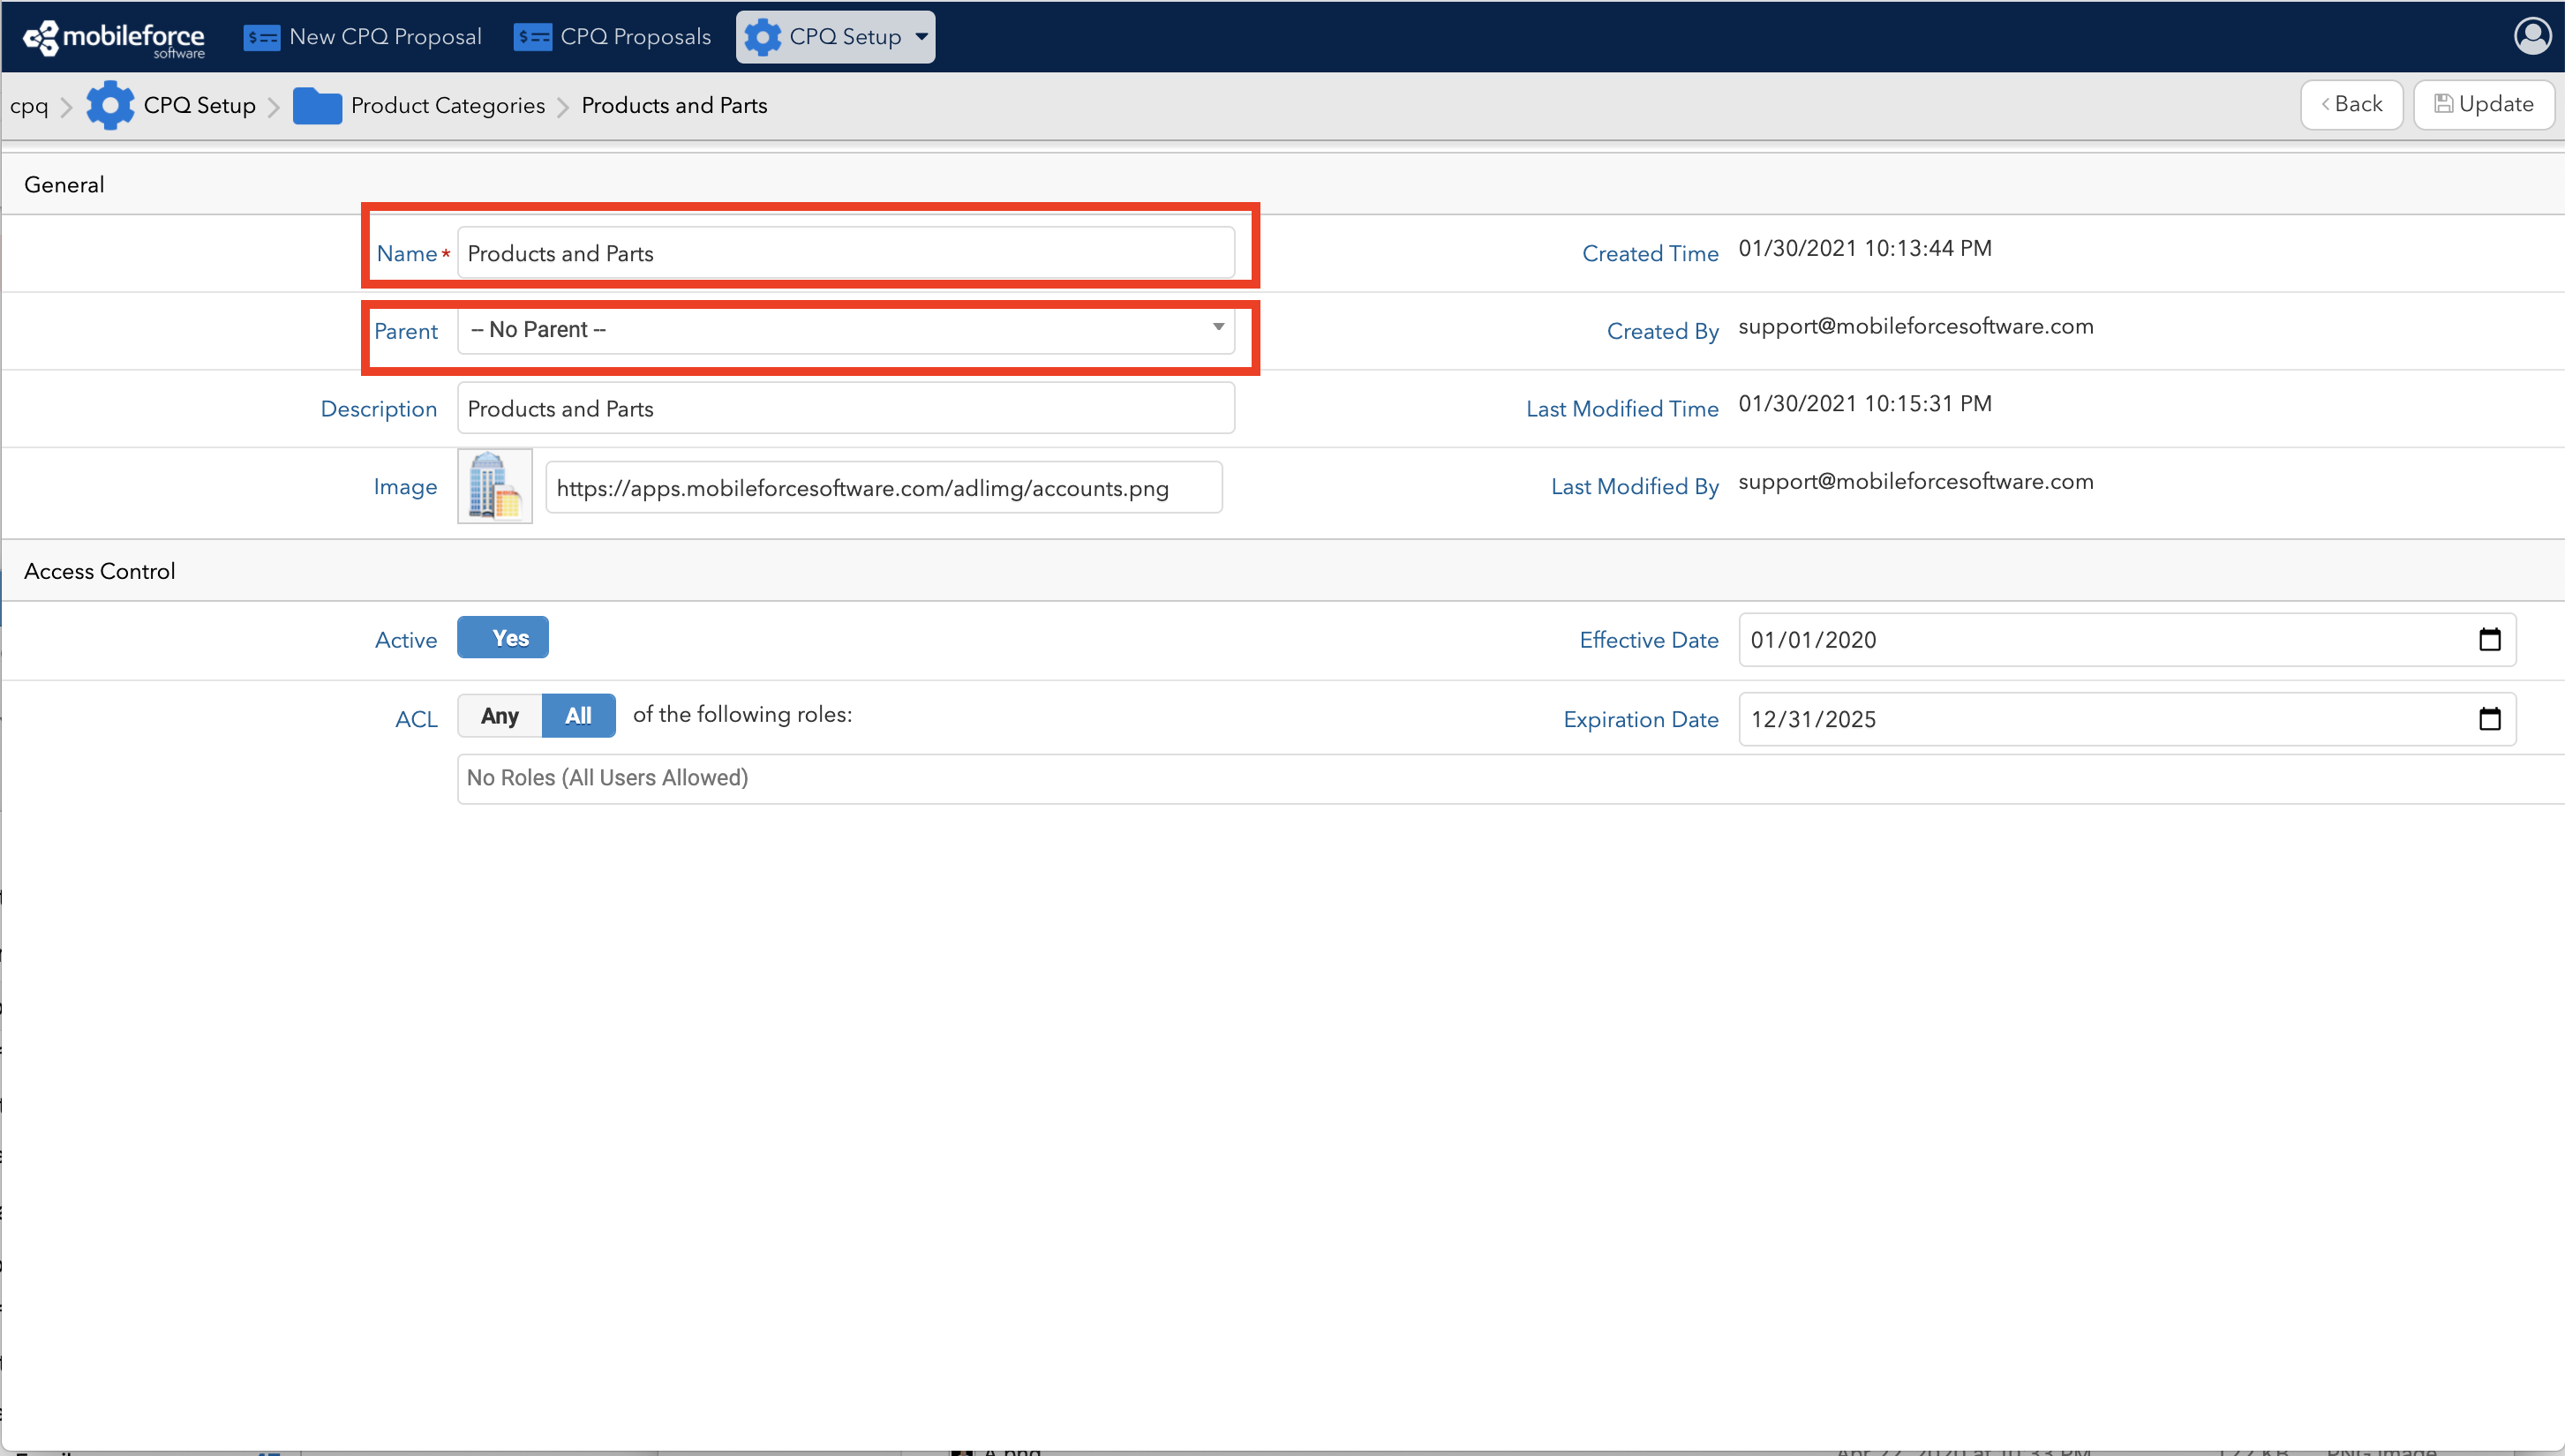 mobileforce
software
New CPQ Proposal
CPQ Proposals
CPQ Setup
cpq
CPQ Setup
Product Categories
Products and Parts
Back
Update
General
Name* Products and Parts
Created Time 01/30/2021 10:13:44 PM
Parent -- No Parent --
Created By support@mobileforcesoftware.com
Description Products and Parts
Last Modified Time 01/30/2021 10:15:31 PM
Image https://apps.mobileforcesoftware.com/adlimg/accounts.png
Last Modified By support@mobileforcesoftware.com
Access Control
Active Yes
Effective Date 01/01/2020
ACL Any All of the following roles:
Expiration Date 12/31/2025
No Roles (All Users Allowed)